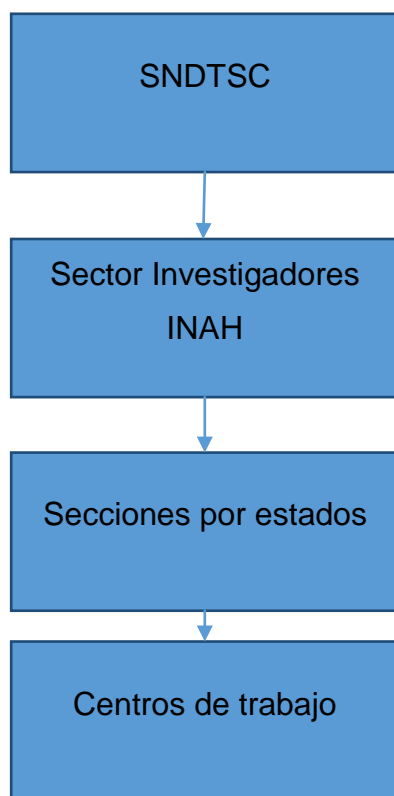 SNDTSC
Sector Investigadores
INAH
Secciones por estados
Centros de trabajo